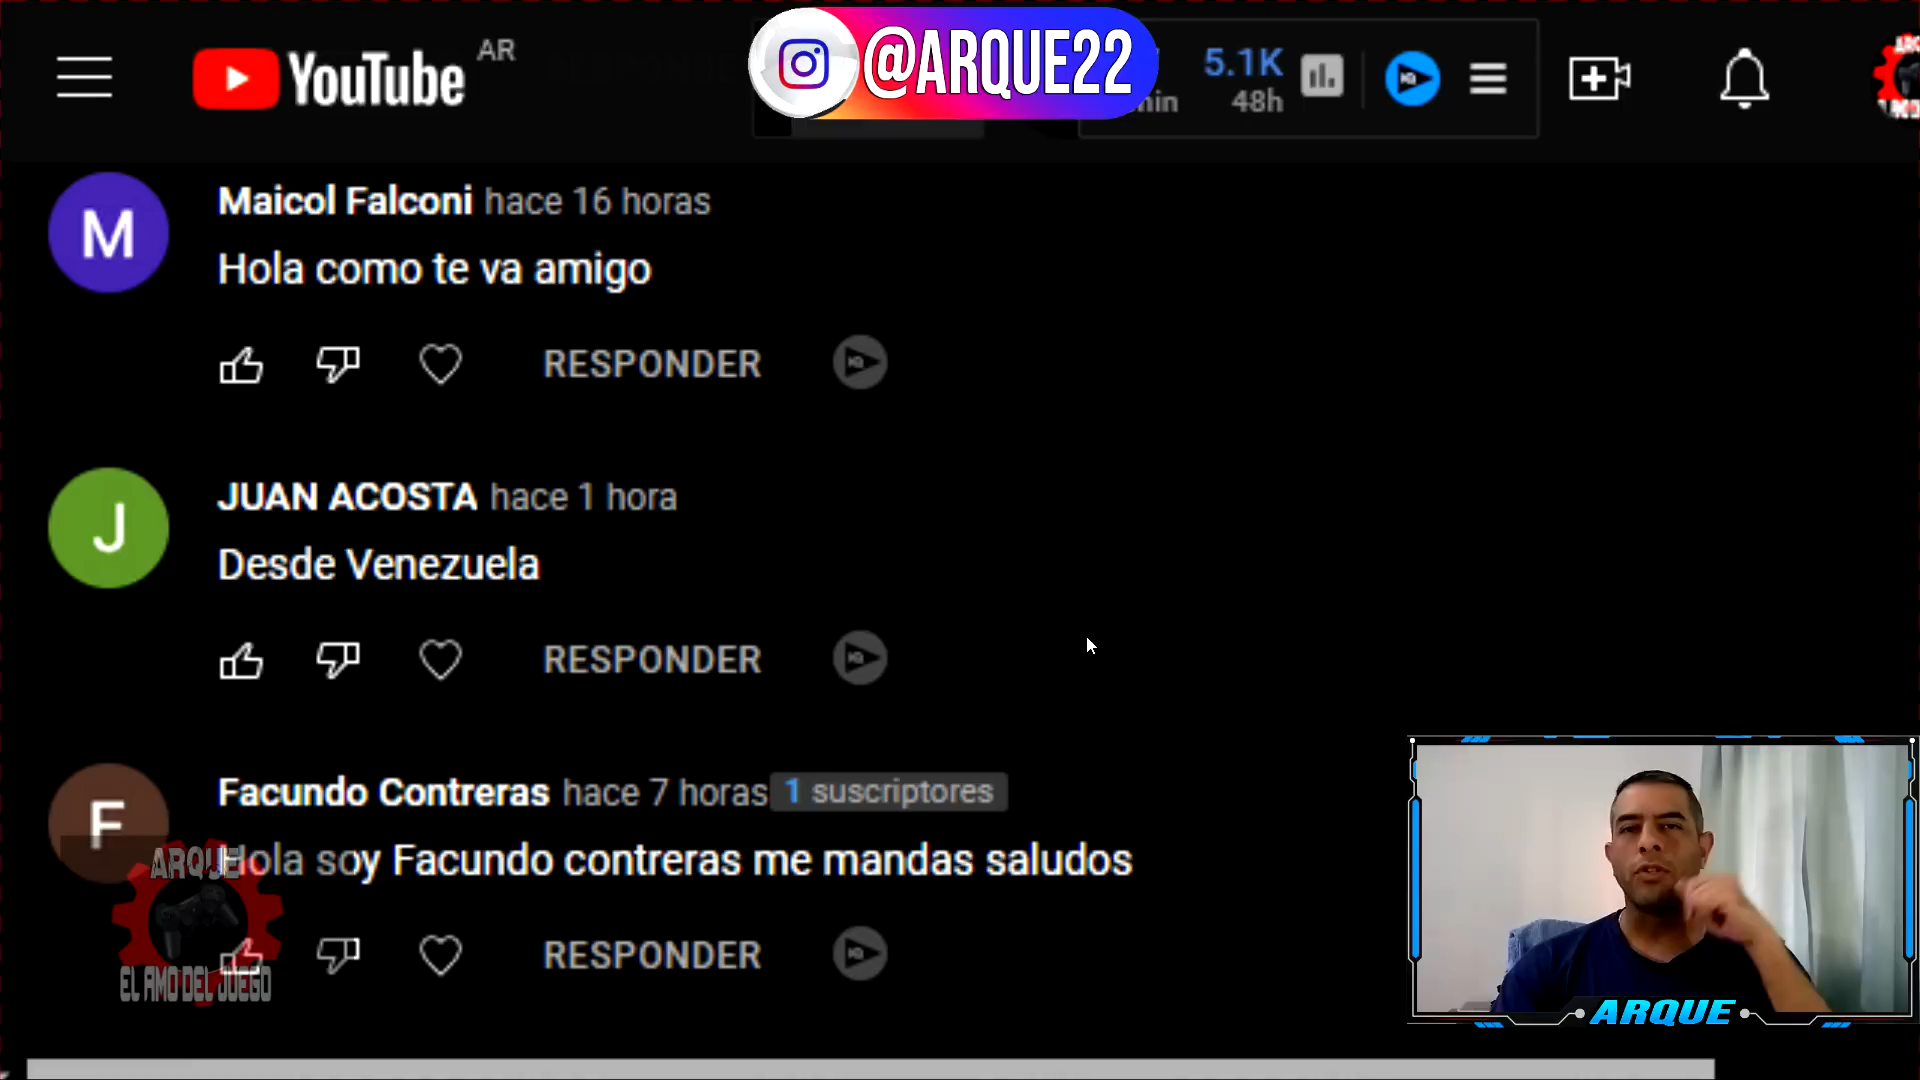 YouTube AR
@ARQUE22
5.1K
48h
Maicol Falconi hace 16 horas
M
Hola como te va amigo
RESPONDER
JUAN ACOSTA hace 1 hora
J
Desde Venezuela
RESPONDER
Facundo Contreras hace 7 horas 1 suscriptores
F
Hola soy Facundo contreras me mandas saludos
ARQUE
RESPONDER
EL AMO DEL JUEGO
ARQUE